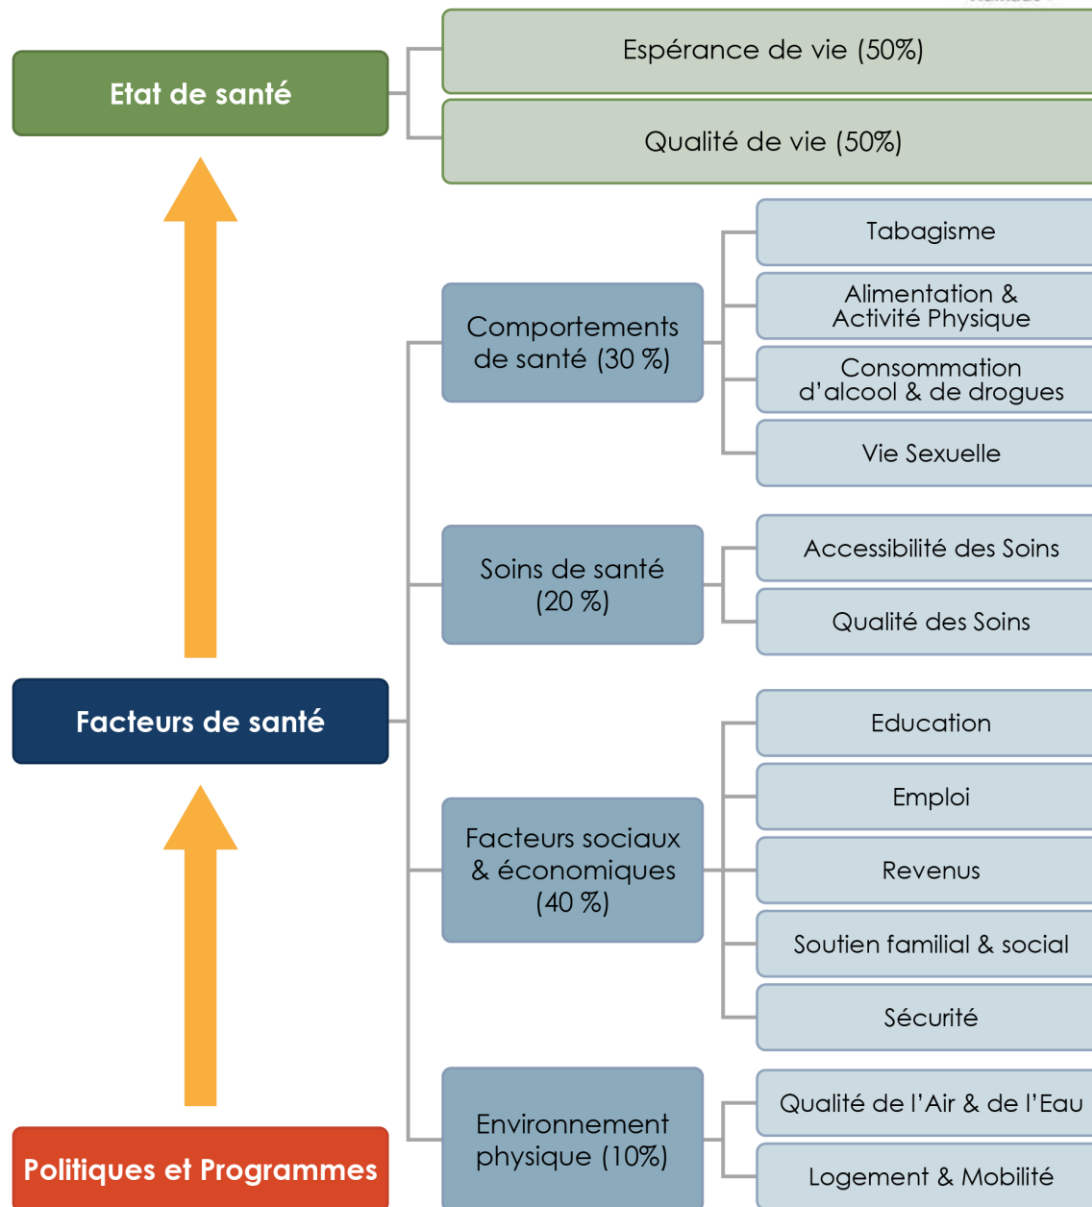 Etat de santé
Espérance de vie (50%)
Qualité de vie (50%)
Facteurs de santé
Comportements
de santé (30 %)
Tabagisme
Alimentation &
Activité Physique
Consommation
d’alcool & de drogues
Vie Sexuelle
Soins de santé
(20 %)
Accessibilité des Soins
Qualité des Soins
Facteurs sociaux
& économiques
(40 %)
Education
Emploi
Revenus
Soutien familial & social
Sécurité
Environnement
physique (10%)
Qualité de l’Air & de l’Eau
Logement & Mobilité
Politiques et Programmes